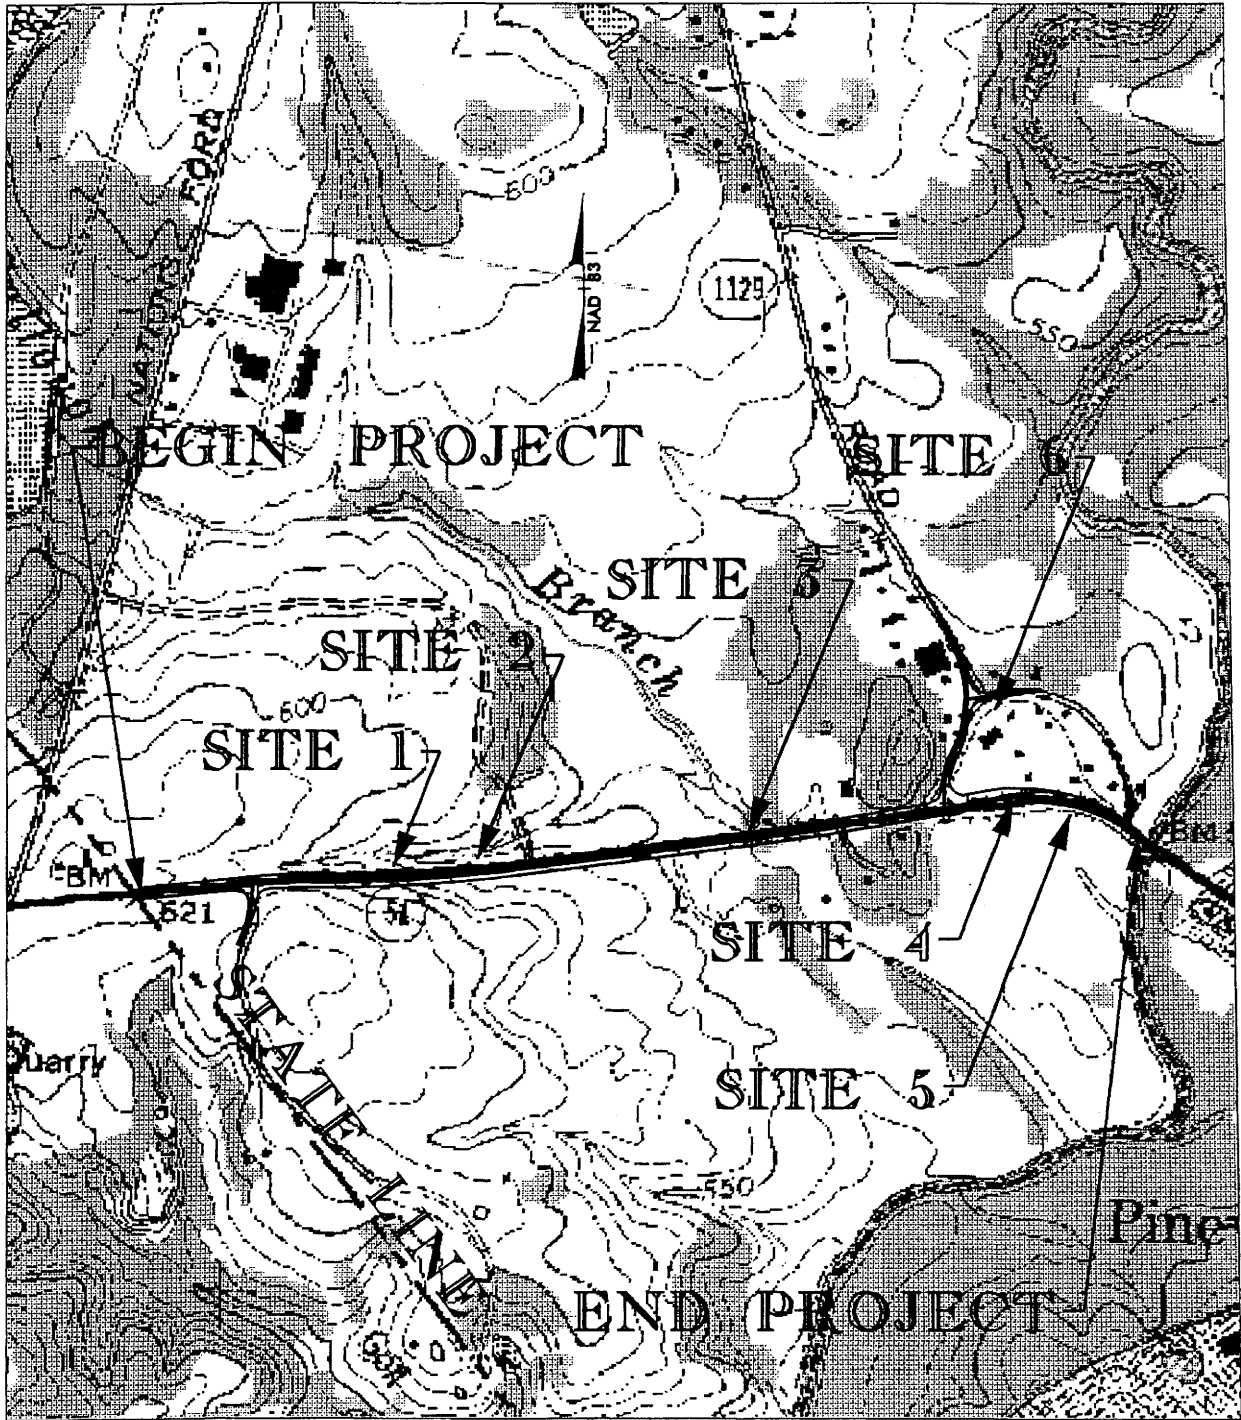 FORD
600
NATIONS
NAD 83
1129
550
BEGIN PROJECT
SITE 6
SITE 3
Branch
SITE 2
600
SITE 1
BM
BM
621
51
SITE 4
STATE LINE
Quarry
SITE 5
550
Pine
END PROJECT